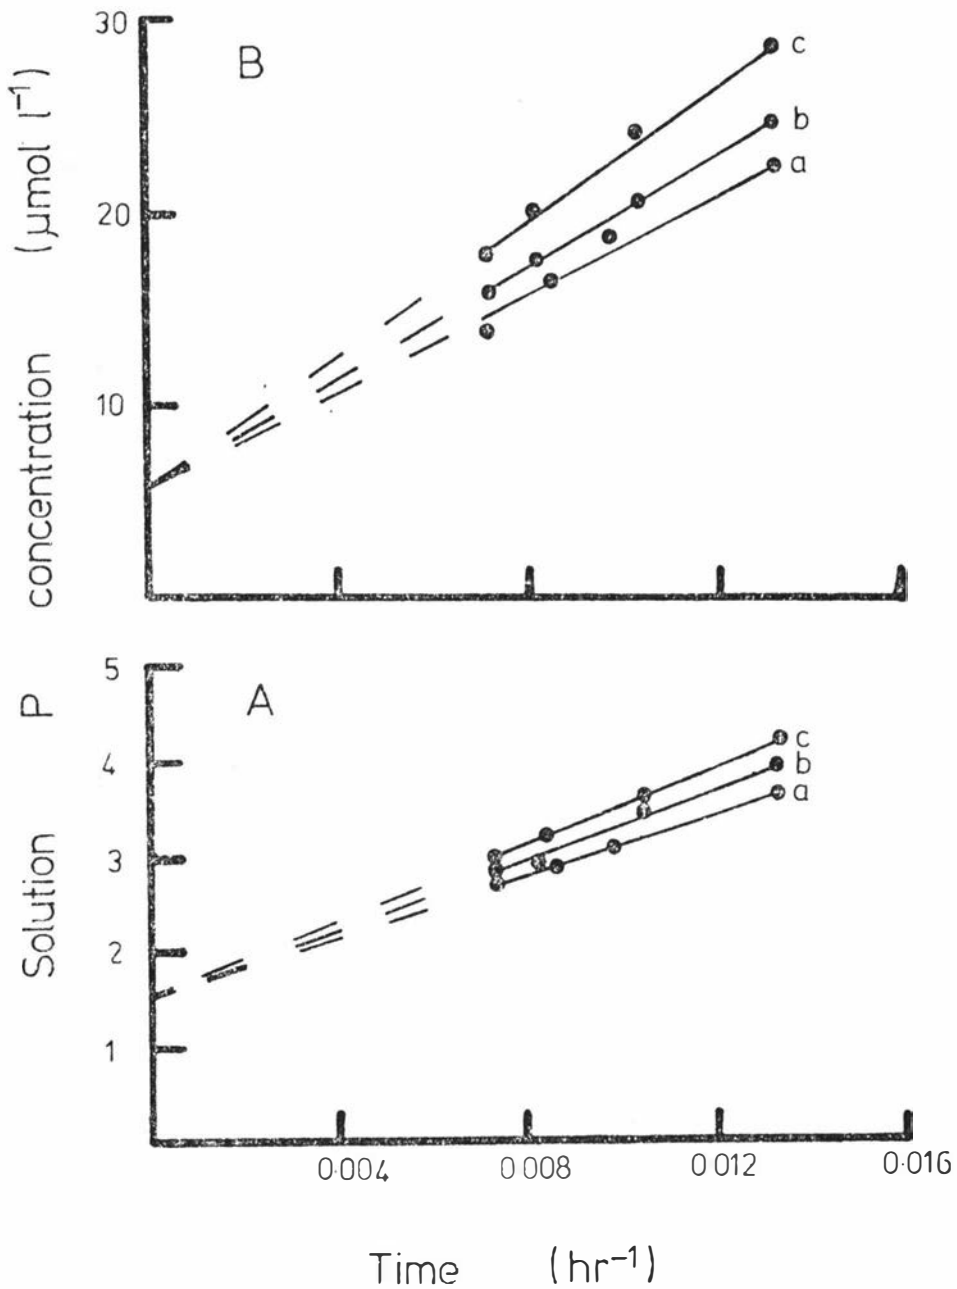 30
20
10
B
c
b
a
Solution P concentration (μmol l⁻¹)
5
4
3
2
1
A
c
b
a
0·004 0·008 0·012 0·016
Time (hr⁻¹)